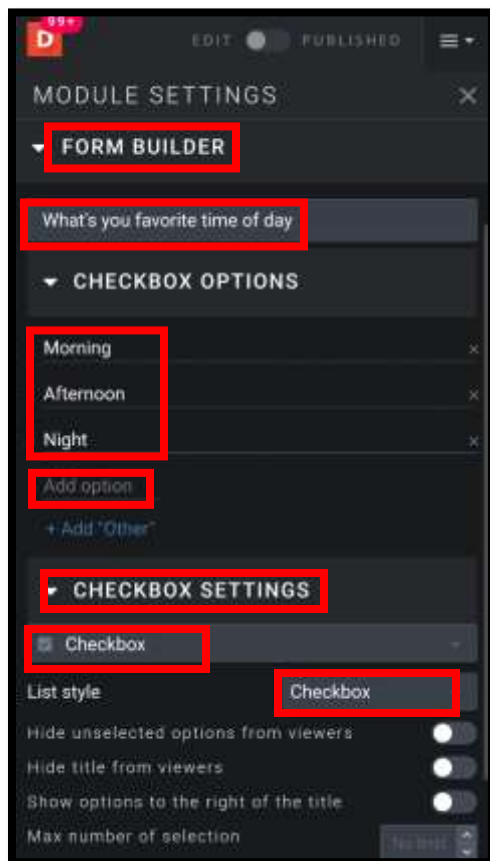 99+
D
EDIT PUBLISHED
MODULE SETTINGS
FORM BUILDER
What's you favorite time of day
CHECKBOX OPTIONS
Morning
Afternoon
Night
Add option
+ Add "Other"
CHECKBOX SETTINGS
Checkbox
List style Checkbox
Hide unselected options from viewers
Hide title from viewers
Show options to the right of the title
Max number of selection No limit